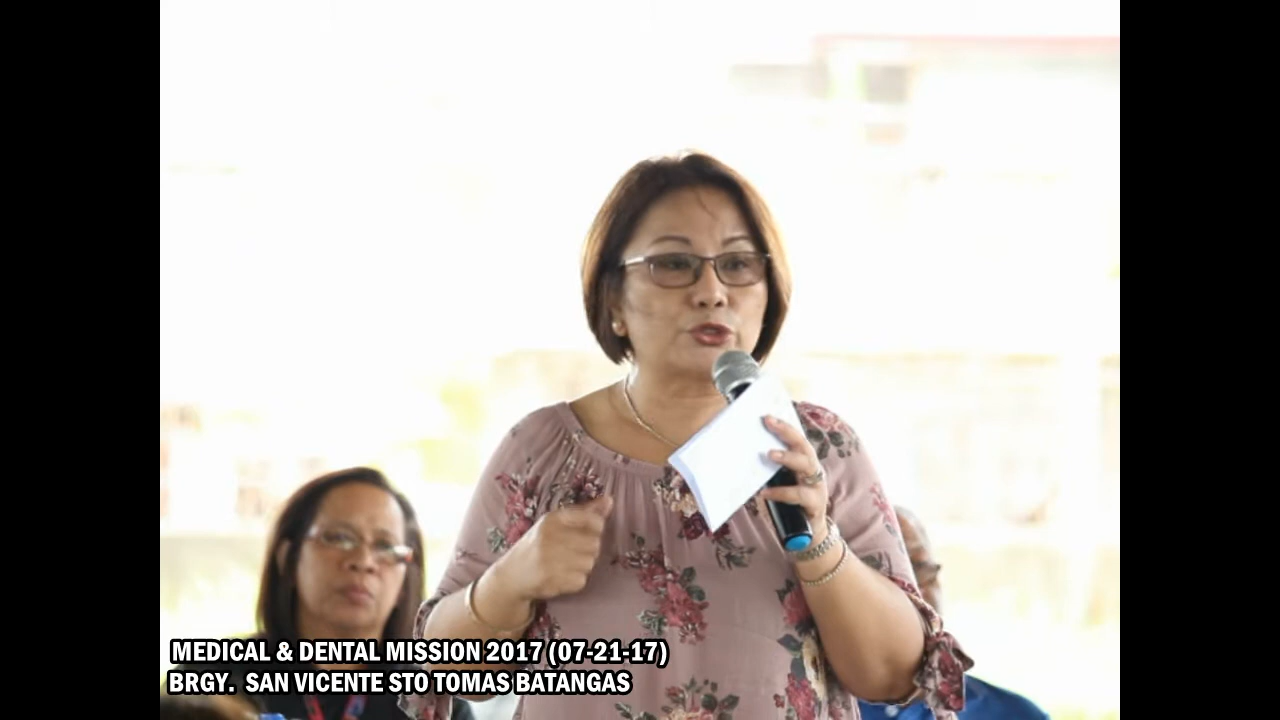 MEDICAL & DENTAL MISSION 2017 (07-21-17)
BRGY.  SAN VICENTE STO TOMAS BATANGAS